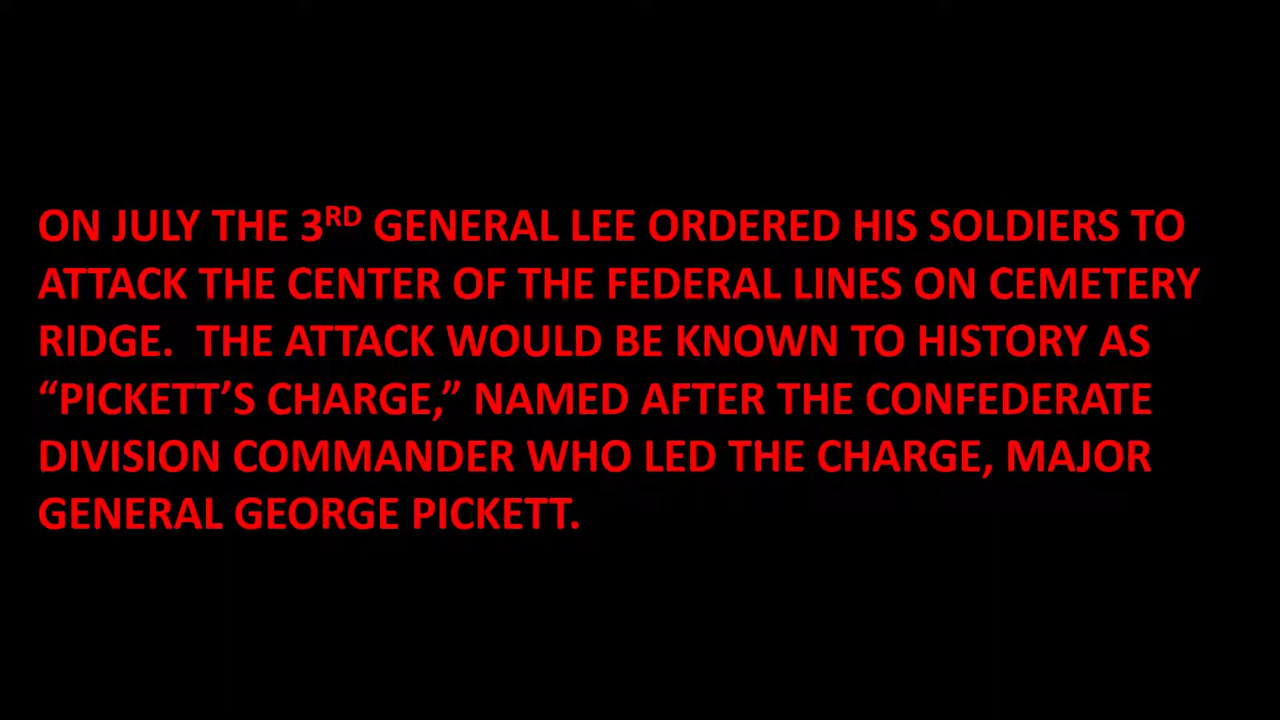 ON JULY THE 3RD GENERAL LEE ORDERED HIS SOLDIERS TO
ATTACK THE CENTER OF THE FEDERAL LINES ON CEMETERY
RIDGE.  THE ATTACK WOULD BE KNOWN TO HISTORY AS
“PICKETT’S CHARGE,” NAMED AFTER THE CONFEDERATE
DIVISION COMMANDER WHO LED THE CHARGE, MAJOR
GENERAL GEORGE PICKETT.